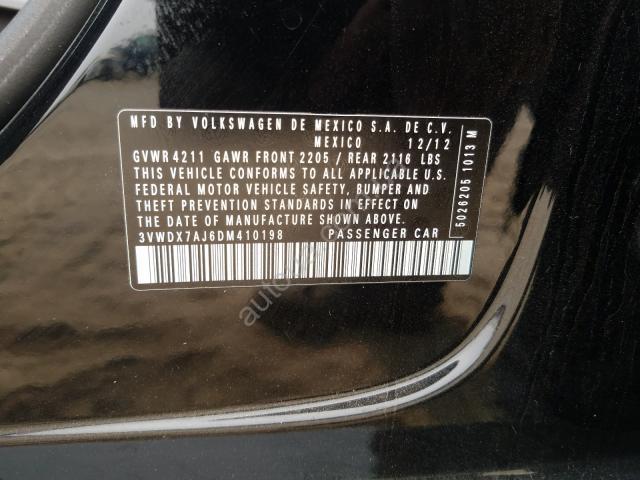 MFD BY VOLKSWAGEN DE MEXICO S.A. DE C.V.
MEXICO 12/12
GVWR 4211 GAWR FRONT 2205 / REAR 2116 LBS
THIS VEHICLE CONFORMS TO ALL APPLICABLE U.S.
FEDERAL MOTOR VEHICLE SAFETY, BUMPER AND
THEFT PREVENTION STANDARDS IN EFFECT ON
THE DATE OF MANUFACTURE SHOWN ABOVE.
3VWDX7AJ6DM410198 PASSENGER CAR
5026205 1013 M